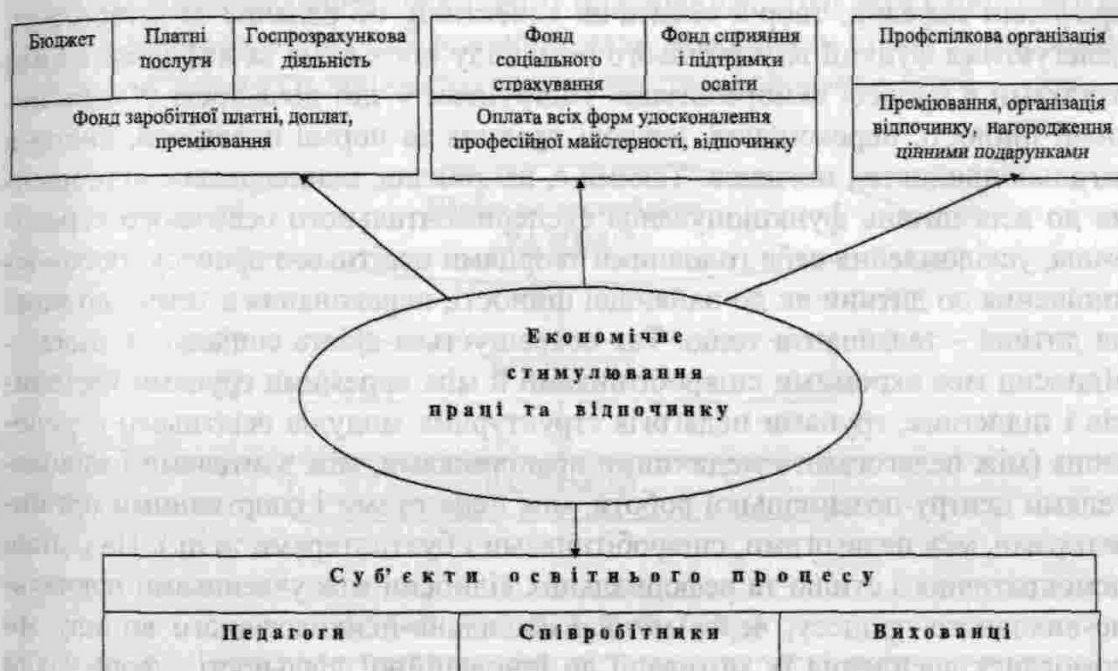 Бюджет
Платні
послуги
Госпрозрахункова
діяльність
Фонд заробітної платні, доплат,
преміювання
Фонд
соціального
страхування
Фонд сприяння
і підтримки
освіти
Оплата всіх форм удосконалення
професійної майстерності, відпочинку
Профспілкова організація
Преміювання, організація
відпочинку, нагородження
цінними подарунками
Економічне
стимулювання
праці та відпочинку
Суб'єкти освітнього процесу
Педагоги
Співробітники
Вихованці